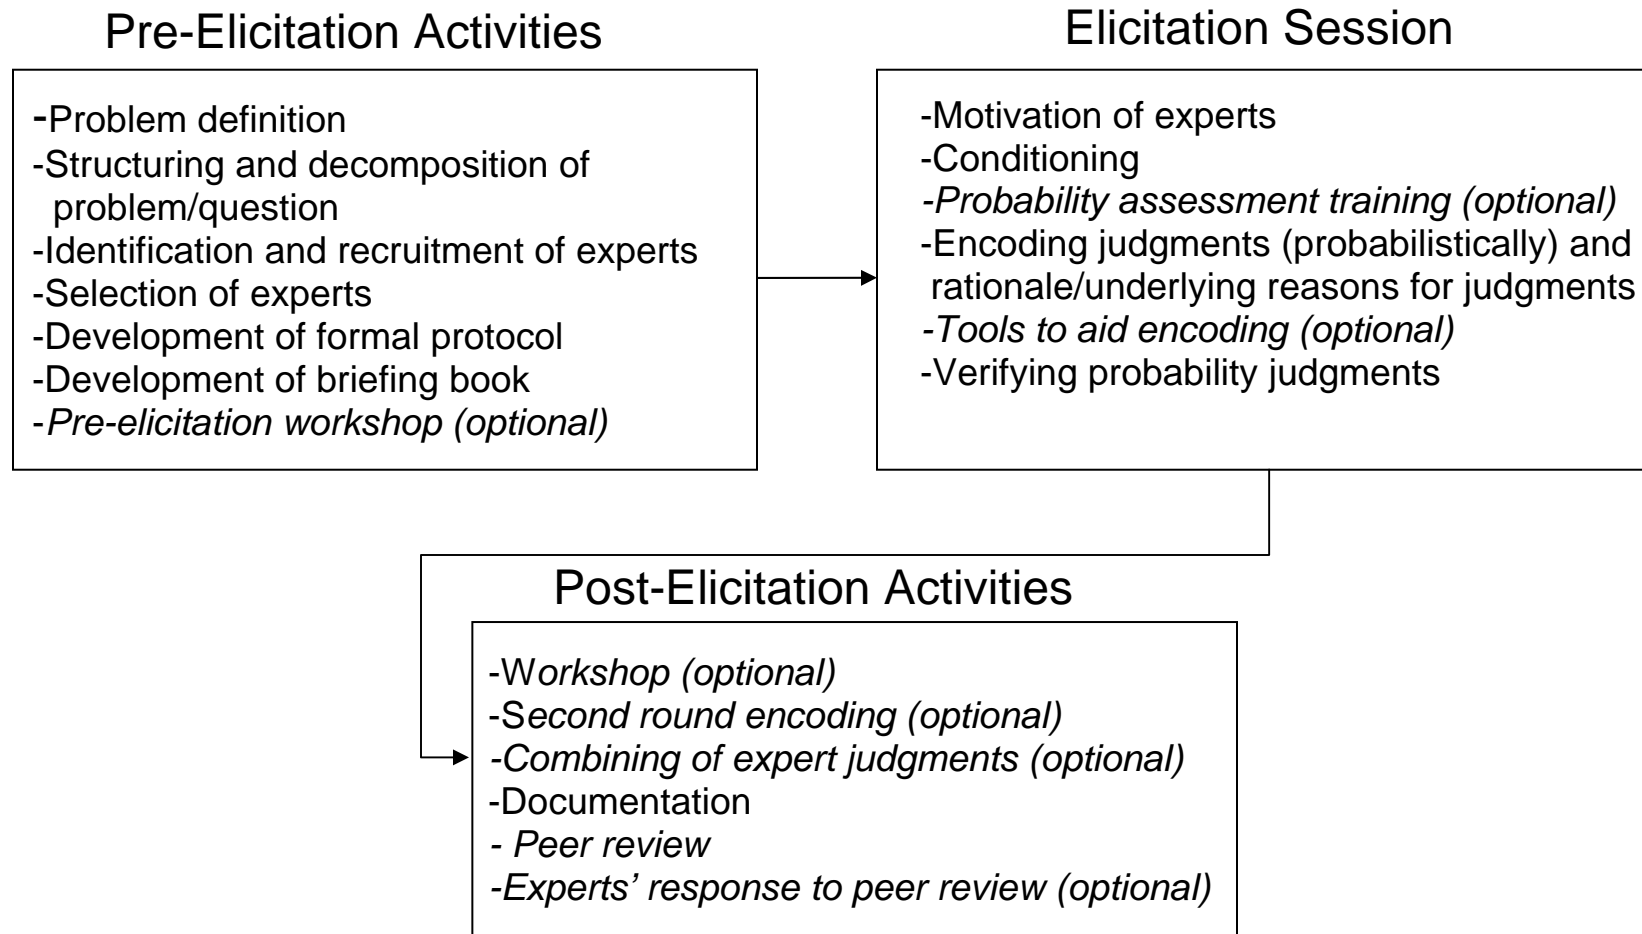 Pre-Elicitation Activities
-Problem definition
-Structuring and decomposition of
problem/question
-Identification and recruitment of experts
-Selection of experts
-Development of formal protocol
-Development of briefing book
-Pre-elicitation workshop (optional)
Elicitation Session
-Motivation of experts
-Conditioning
-Probability assessment training (optional)
-Encoding judgments (probabilistically) and
rationale/underlying reasons for judgments
-Tools to aid encoding (optional)
-Verifying probability judgments
Post-Elicitation Activities
-Workshop (optional)
-Second round encoding (optional)
-Combining of expert judgments (optional)
-Documentation
- Peer review
-Experts’ response to peer review (optional)